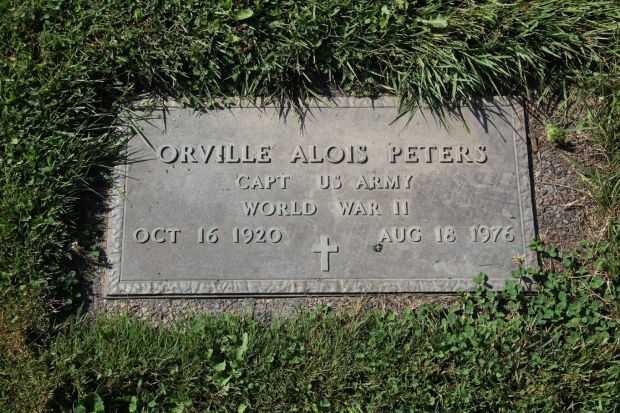 ORVILLE ALOIS PETERS
CAPT US ARMY
WORLD WAR II
OCT 16 1920 AUG 18 1976